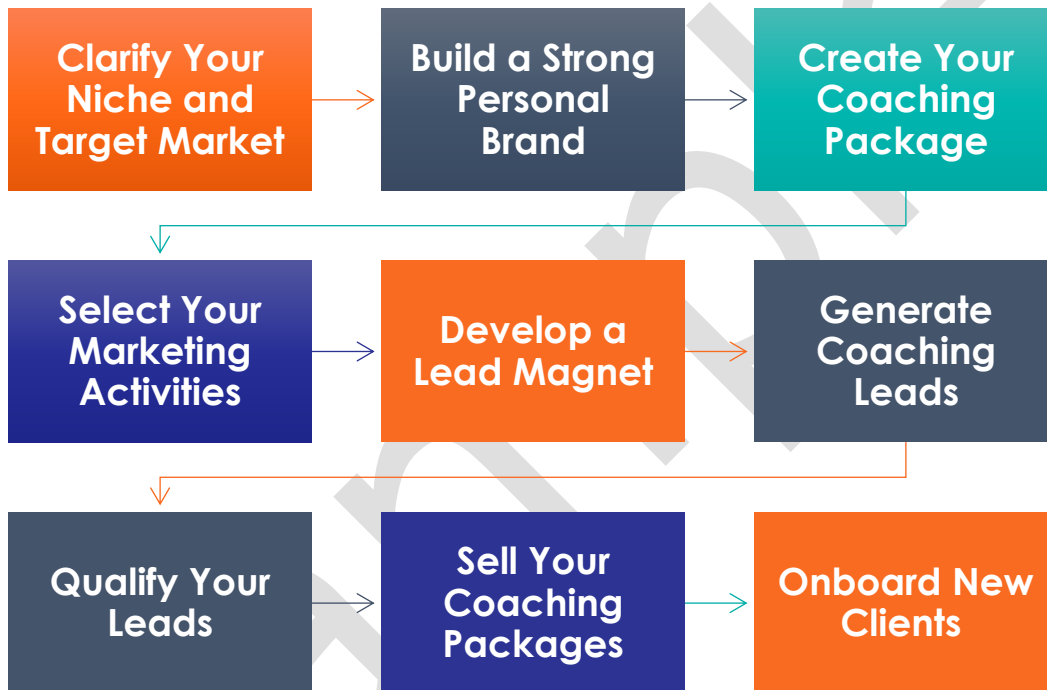 Clarify Your
Niche and
Target Market
Build a Strong
Personal
Brand
Create Your
Coaching
Package
Select Your
Marketing
Activities
Develop a
Lead Magnet
Generate
Coaching
Leads
Qualify Your
Leads
Sell Your
Coaching
Packages
Onboard New
Clients